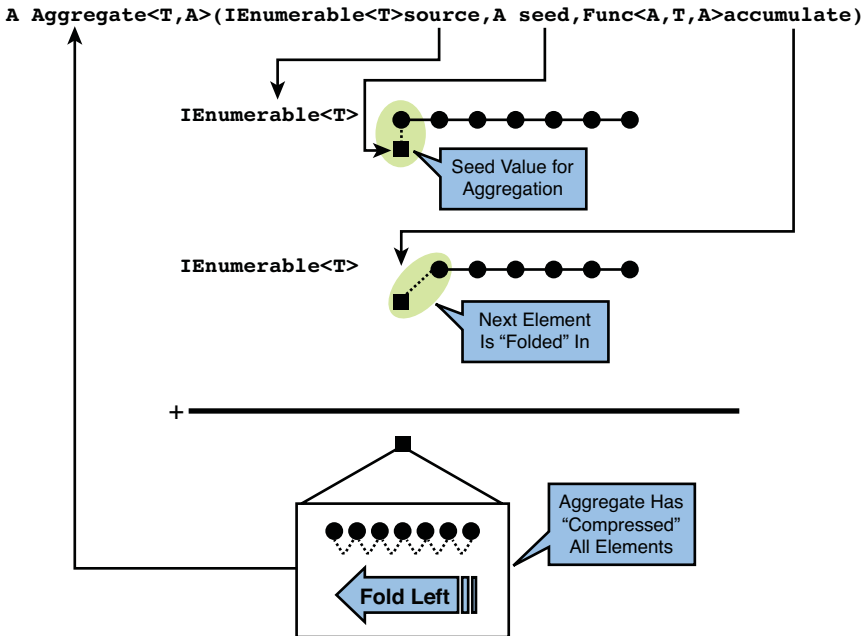 A Aggregate<T,A>(IEnumerable<T>source,A seed,Func<A,T,A>accumulate)
IEnumerable<T>
Seed Value for
Aggregation
IEnumerable<T>
Next Element
Is “Folded” In
+
Aggregate Has
“Compressed”
All Elements
Fold Left